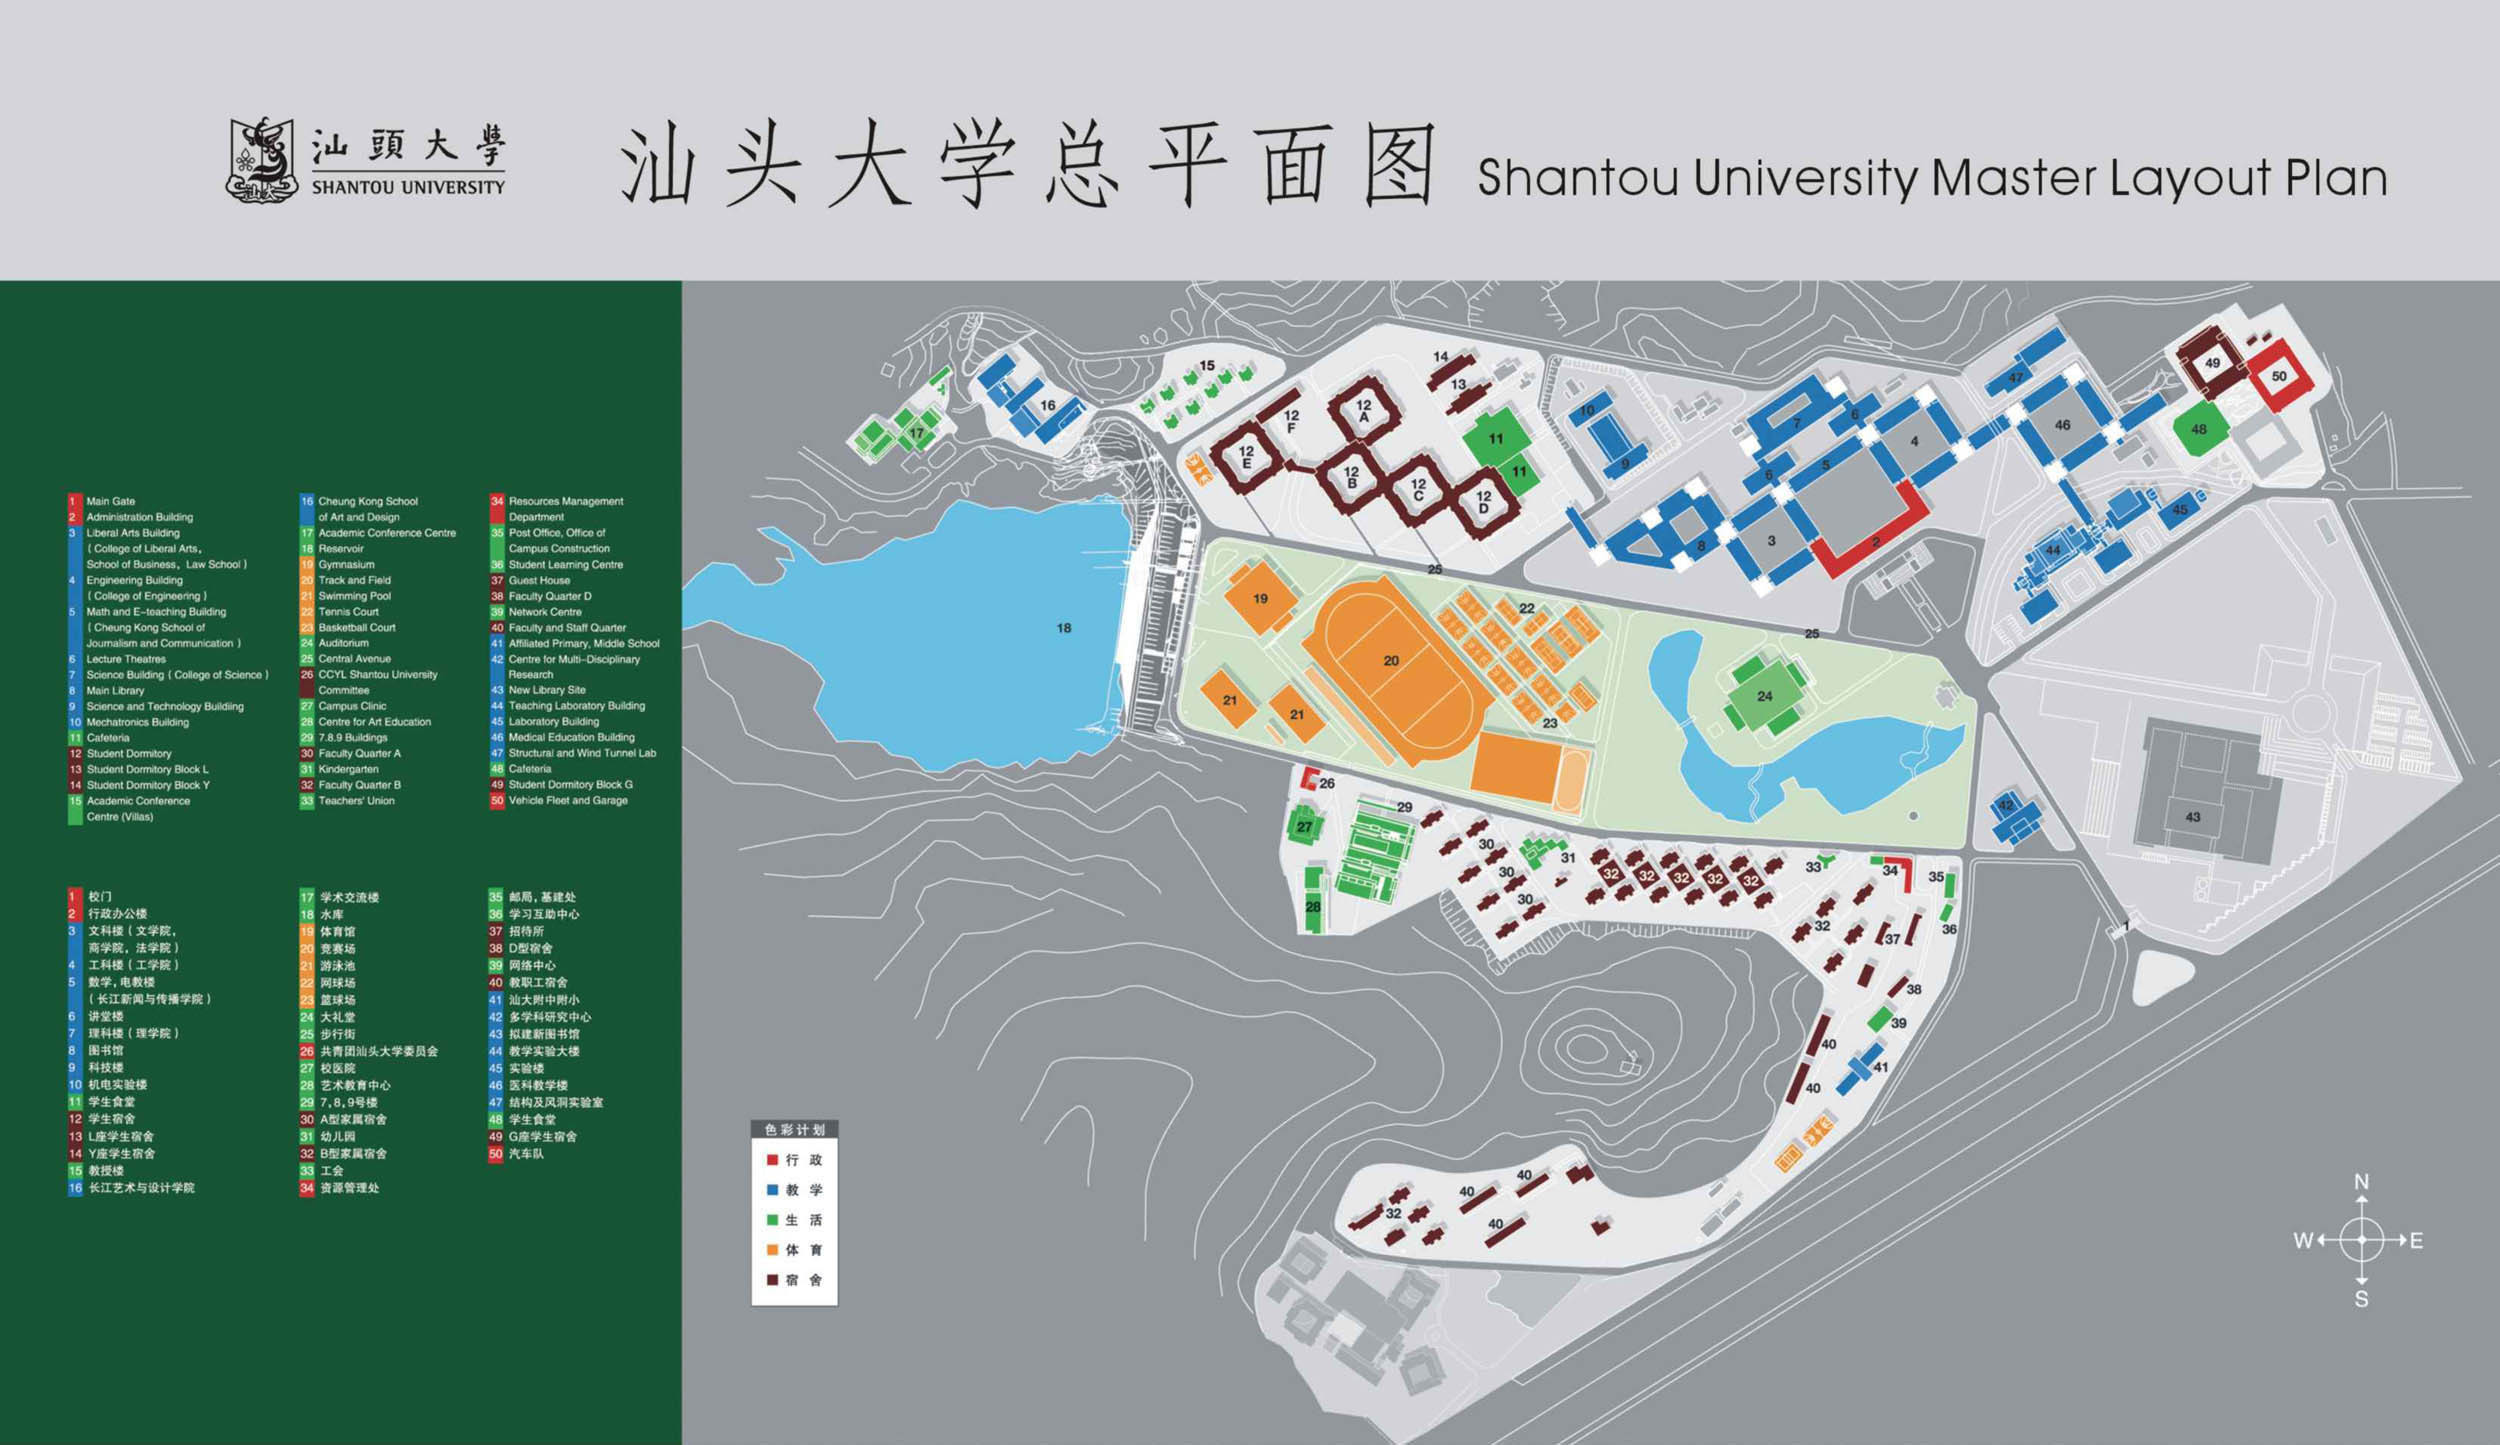 汕頭大學
SHANTOU UNIVERSITY
汕头大学总平面图 Shantou University Master Layout Plan
1 Main Gate
2 Administration Building
3 Liberal Arts Building
( College of Liberal Arts,
School of Business, Law School )
4 Engineering Building
( College of Engineering )
5 Math and E-teaching Building
( Cheung Kong School of
Journalism and Communication )
6 Lecture Theatres
7 Science Building ( College of Science )
8 Main Library
9 Science and Technology Buildiing
10 Mechatronics Building
11 Cafeteria
12 Student Dormitory
13 Student Dormitory Block L
14 Student Dormitory Block Y
15 Academic Conference
Centre (Villas)
16 Cheung Kong School
of Art and Design
17 Academic Conference Centre
18 Reservoir
19 Gymnasium
20 Track and Field
21 Swimming Pool
22 Tennis Court
23 Basketball Court
24 Auditorium
25 Central Avenue
26 CCYL Shantou University
Committee
27 Campus Clinic
28 Centre for Art Education
29 7.8.9 Buildings
30 Faculty Quarter A
31 Kindergarten
32 Faculty Quarter B
33 Teachers' Union
34 Resources Management
Department
35 Post Office, Office of
Campus Construction
36 Student Learning Centre
37 Guest House
38 Faculty Quarter D
39 Network Centre
40 Faculty and Staff Quarter
41 Affiliated Primary, Middle School
42 Centre for Multi-Disciplinary
Research
43 New Library Site
44 Teaching Laboratory Building
45 Laboratory Building
46 Medical Education Building
47 Structural and Wind Tunnel Lab
48 Cafeteria
49 Student Dormitory Block G
50 Vehicle Fleet and Garage
1 校门
2 行政办公楼
3 文科楼 ( 文学院,
商学院, 法学院 )
4 工科楼 ( 工学院 )
5 数学, 电教楼
( 长江新闻与传播学院 )
6 讲堂楼
7 理科楼 ( 理学院 )
8 图书馆
9 科技楼
10 机电实验楼
11 学生食堂
12 学生宿舍
13 L座学生宿舍
14 Y座学生宿舍
15 教授楼
16 长江艺术与设计学院
17 学术交流楼
18 水库
19 体育馆
20 竞赛场
21 游泳池
22 网球场
23 篮球场
24 大礼堂
25 步行街
26 共青团汕头大学委员会
27 校医院
28 艺术教育中心
29 7, 8, 9号楼
30 A型家属宿舍
31 幼儿园
32 B型家属宿舍
33 工会
34 资源管理处
35 邮局, 基建处
36 学习互助中心
37 招待所
38 D型宿舍
39 网络中心
40 教职工宿舍
41 汕大附中附小
42 多学科研究中心
43 拟建新图书馆
44 教学实验大楼
45 实验楼
46 医科教学楼
47 结构及风洞实验室
48 学生食堂
49 G座学生宿舍
50 汽车队
色彩计划
行 政
教 学
生 活
体 育
宿 舍
14
15
13
49
50
47
16
12 A
12 F
10
7
6
46
17
11
4
48
12 E
12 B
11
9
6
5
12 C
12 D
45
8
3
2
44
25
19
22
18
25
20
24
21
21
23
26
29
42
43
27
30
31
33
34
35
30
32
32
32
32
32
28
30
32
37
36
1
38
39
40
41
40
40
40
32
40
N
W
E
S